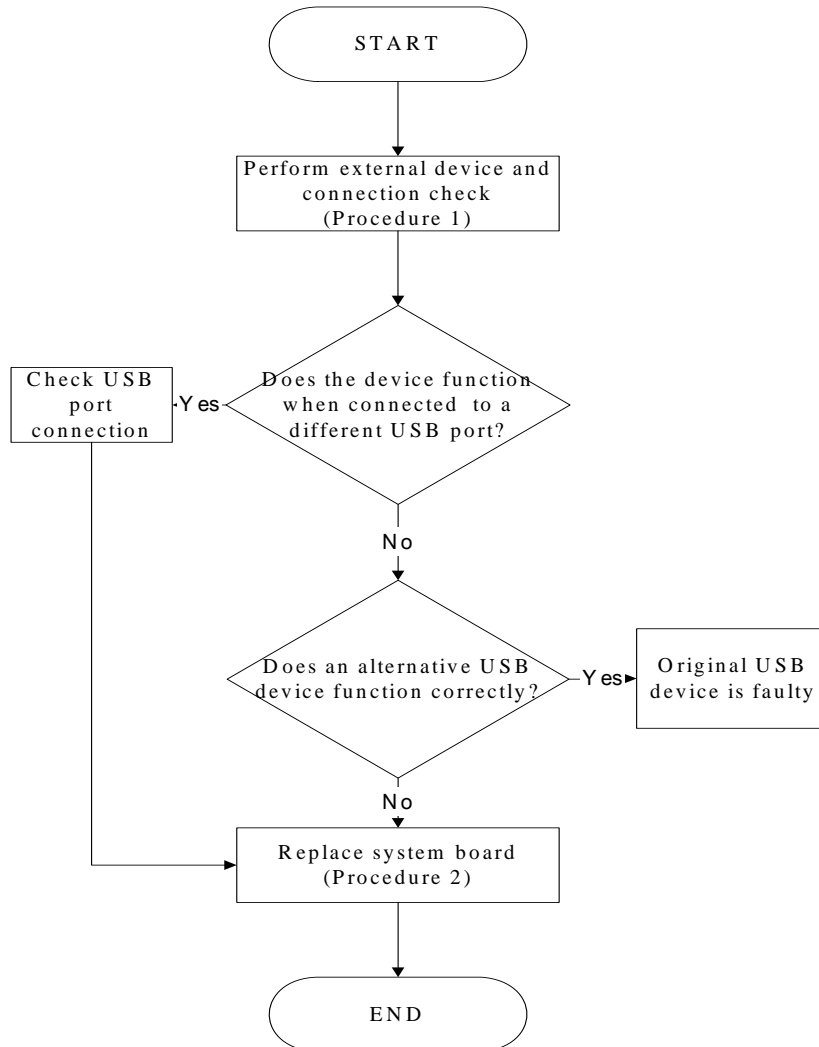 START
Perform external device and
connection check
(Procedure 1)
Does the device function
when connected to a
different USB port?
Yes
Check USB
port
connection
No
Does an alternative USB
device function correctly?
Yes
Original USB
device is faulty
No
Replace system board
(Procedure 2)
END